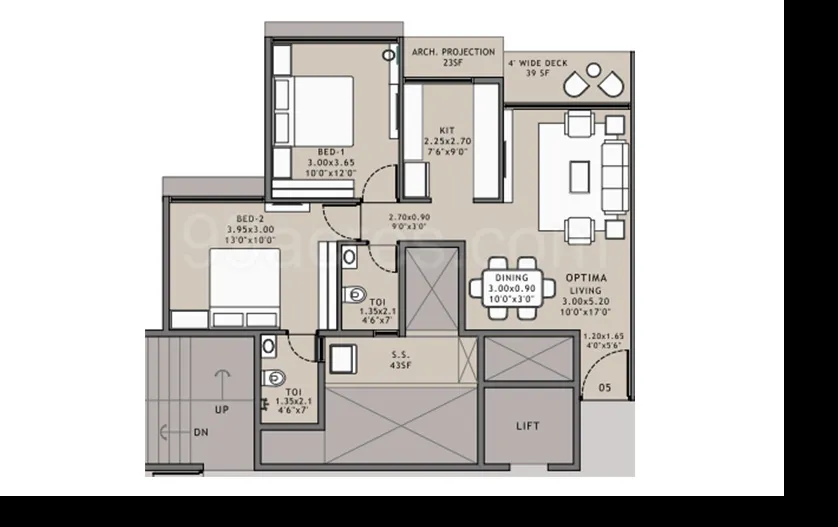 ARCH. PROJECTION
23SF
4' WIDE DECK
39 SF
KIT
2.25x2.70
7'6"x9'0"
BED-1
3.00x3.65
10'0"x12'0"
BED-2
3.95x3.00
13'0"x10'0"
2.70x0.90
9'0"x3'0"
99acres.com
DINING
3.00x0.90
10'0"x3'0"
OPTIMA
LIVING
3.00x5.20
10'0"x17'0"
TOI
1.35x2.1
4'6"x7'
1.20x1.65
4'0"x5'6"
S.S.
43SF
05
TOI
1.35x2.1
4'6"x7'
UP
DN
LIFT